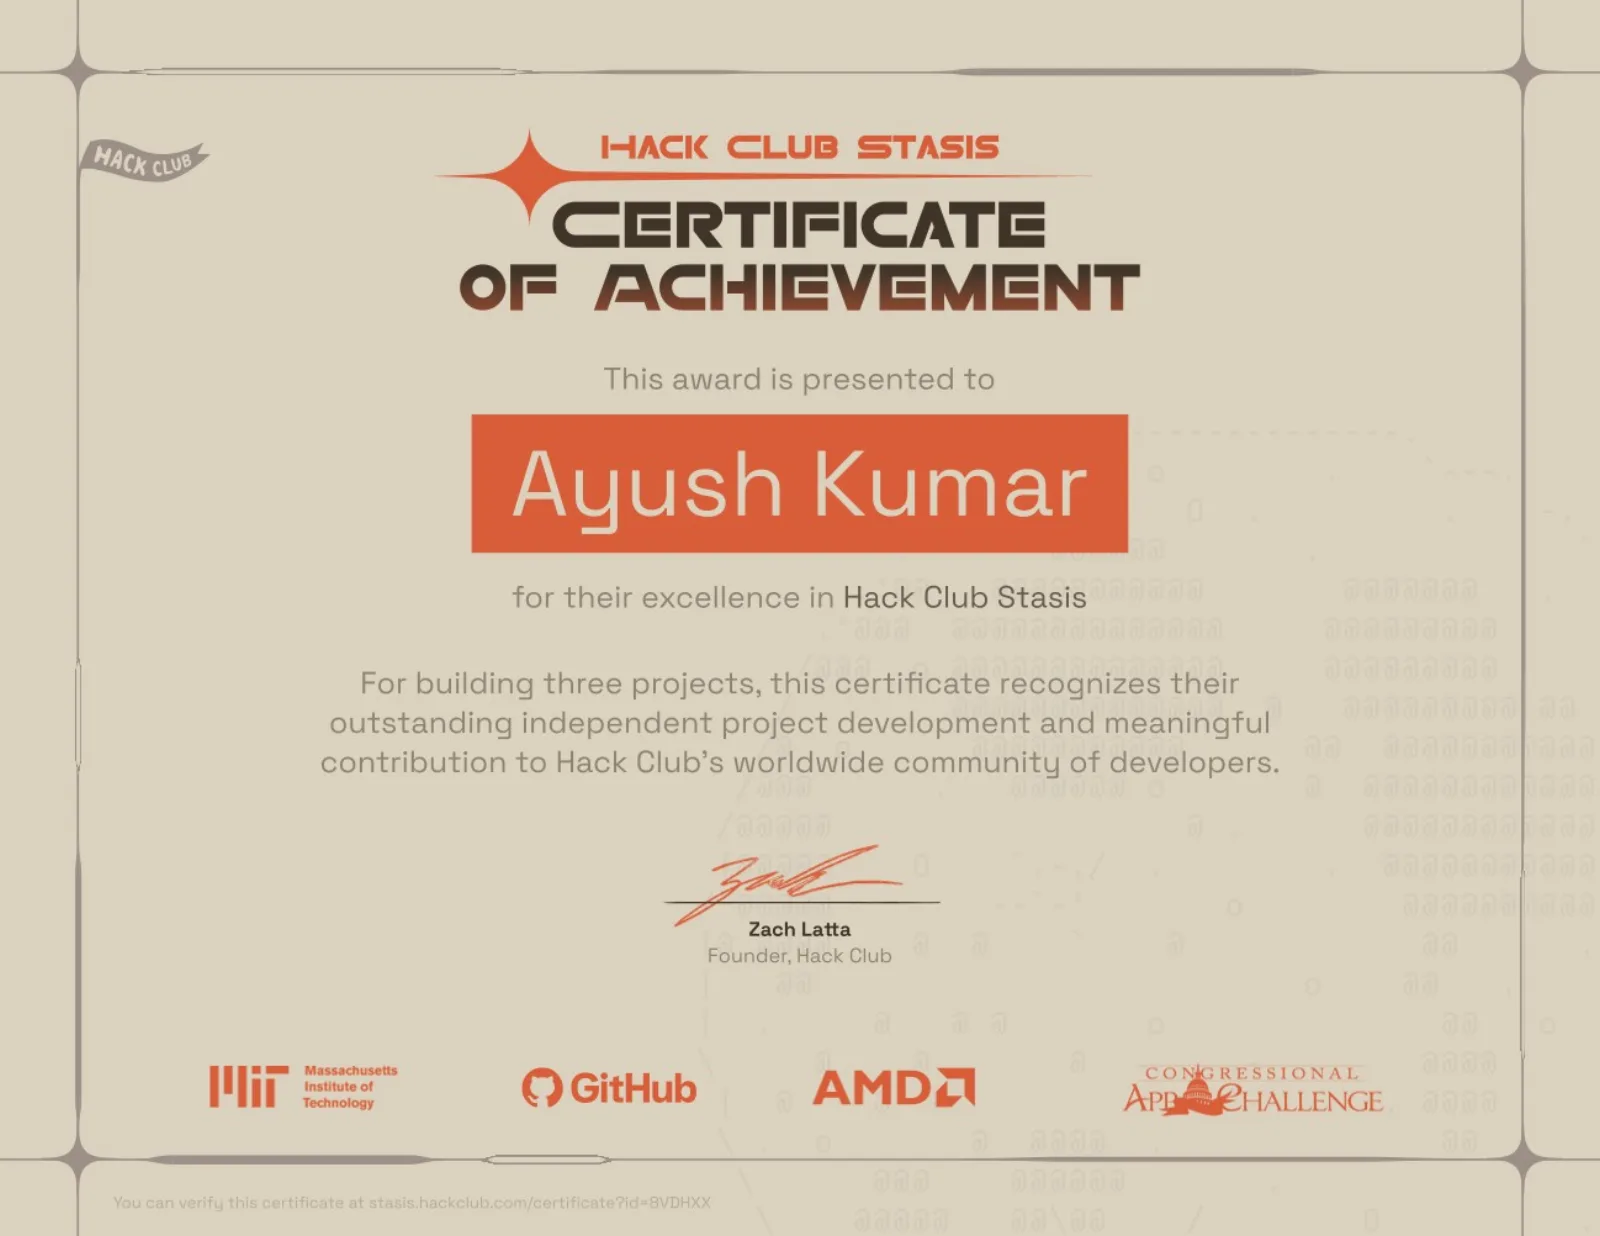 HACK CLUB
HACK CLUB STASIS
CERTIFICATE
OF ACHIEVEMENT
This award is presented to
Ayush Kumar
for their excellence in Hack Club Stasis
For building three projects, this certificate recognizes their
outstanding independent project development and meaningful
contribution to Hack Club's worldwide community of developers.
Zach Latta
Founder, Hack Club
MIT Massachusetts
Institute of
Technology
GitHub
AMD
CONGRESSIONAL
APP CHALLENGE
You can verify this certificate at stasis.hackclub.com/certificate?id=8VDHXX